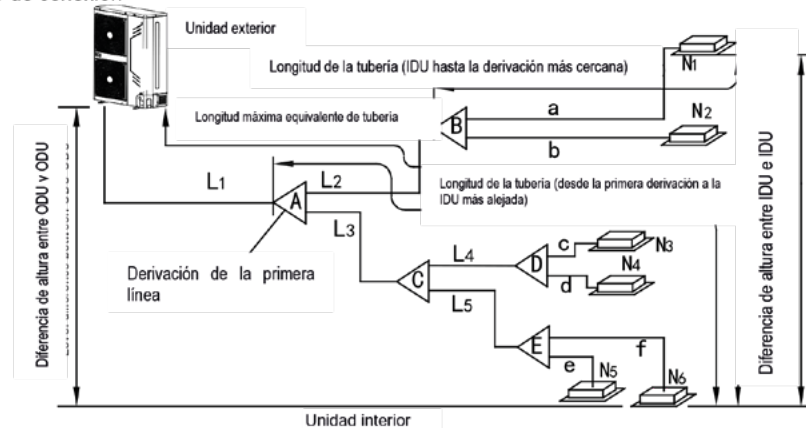 de conexión
Unidad exterior
Longitud de la tubería (IDU hasta la derivación más cercana)
N1
Longitud máxima equivalente de tubería
a
B
N2
b
Diferencia de altura entre ODU y ODU
L1
L2
A
Longitud de la tubería (desde la primera derivación a la
IDU más alejada)
Diferencia de altura entre IDU e IDU
L3
c
N3
L4
D
N4
Derivación de la primera
línea
C
d
L5
E
f
e
N5
N6
Unidad interior